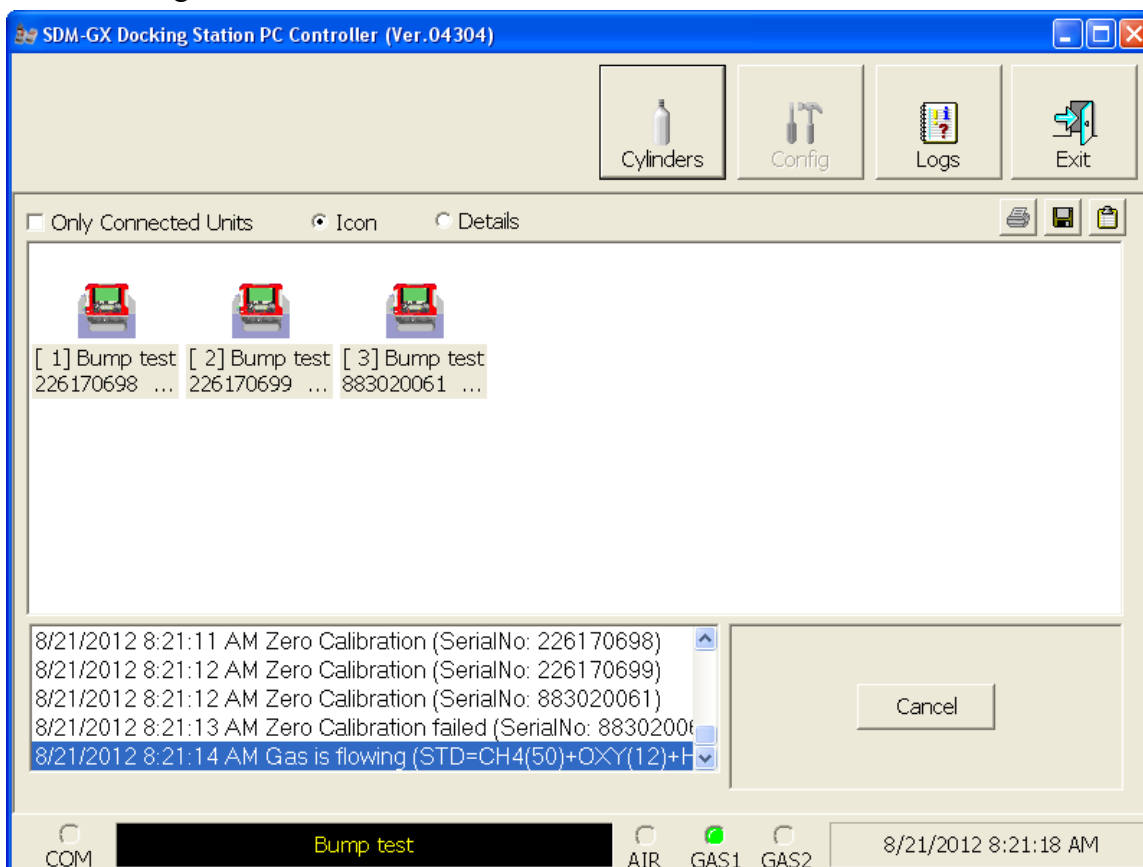 SDM-GX Docking Station PC Controller (Ver.04304)
Cylinders
Config
Logs
Exit
Only Connected Units
Icon
Details
[ 1] Bump test
226170698 ...
[ 2] Bump test
226170699 ...
[ 3] Bump test
883020061 ...
8/21/2012 8:21:11 AM Zero Calibration (SerialNo: 226170698)
8/21/2012 8:21:12 AM Zero Calibration (SerialNo: 226170699)
8/21/2012 8:21:12 AM Zero Calibration (SerialNo: 883020061)
8/21/2012 8:21:13 AM Zero Calibration failed (SerialNo: 8830200
8/21/2012 8:21:14 AM Gas is flowing (STD=CH4(50)+OXY(12)+H
Cancel
COM
Bump test
AIR
GAS1
GAS2
8/21/2012 8:21:18 AM